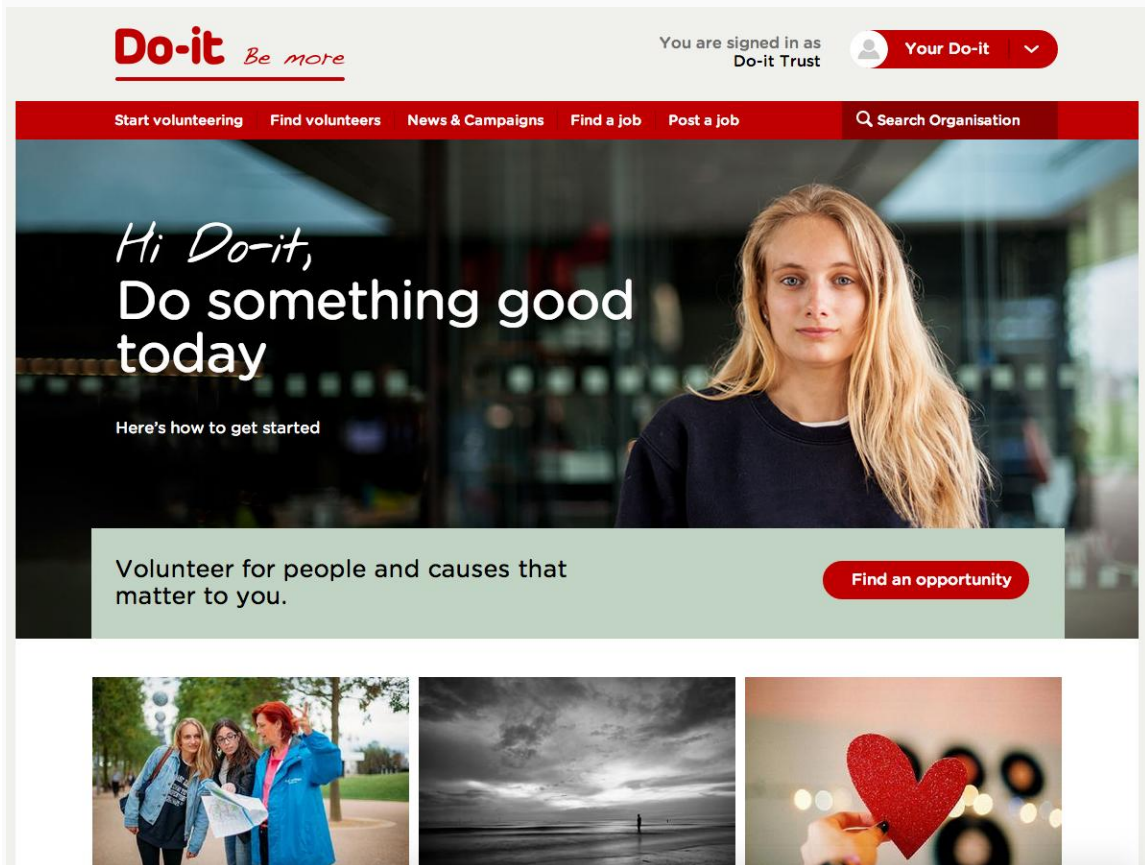 Do-it Be more
You are signed in as
Do-it Trust
Your Do-it
Start volunteering Find volunteers News & Campaigns Find a job Post a job Search Organisation
Hi Do-it,
Do something good
today
Here's how to get started
Volunteer for people and causes that
matter to you.
Find an opportunity